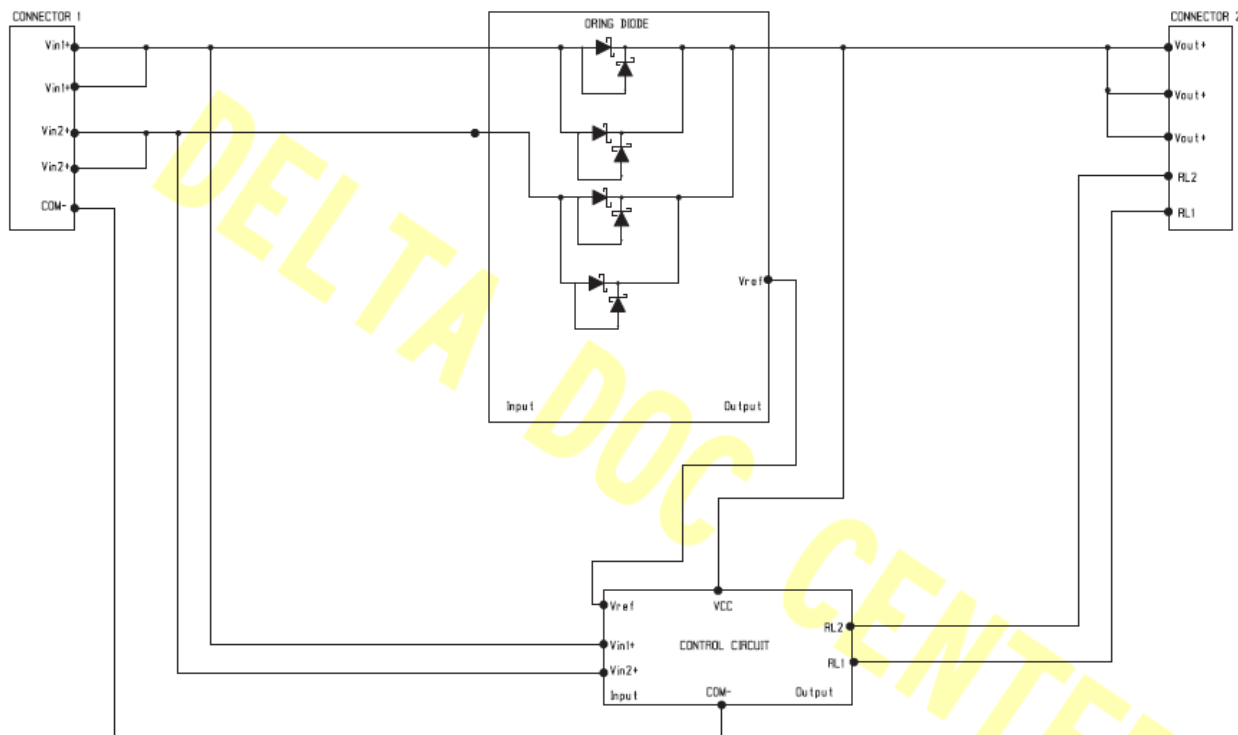 CONNECTOR 1
Vin1+
Vin1+
Vin2+
Vin2+
COM-
ORING DIODE
Vref
Input
Output
CONNECTOR 2
Vout+
Vout+
Vout+
RL2
RL1
Vref
VCC
RL2
Vin1+
CONTROL CIRCUIT
RL1
Vin2+
Input
COM-
Output
DELTA DOC CENTER